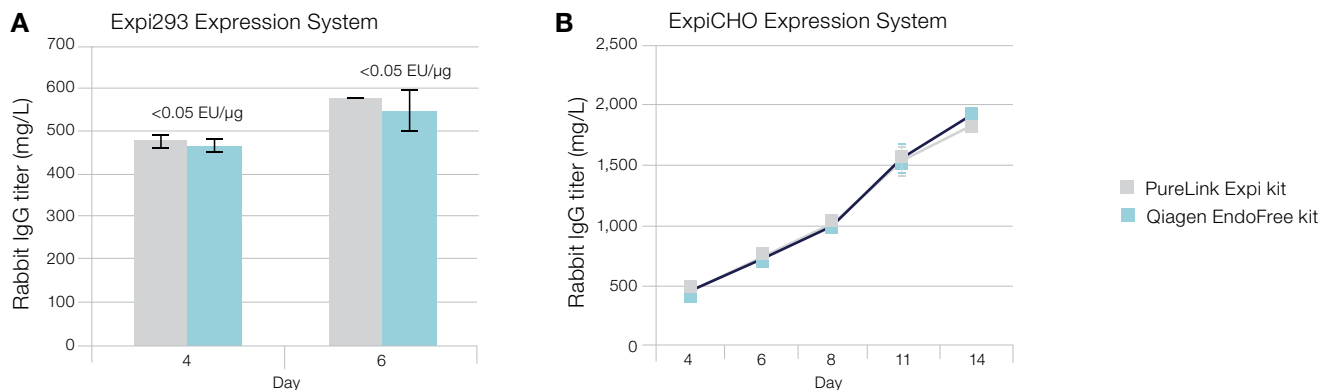 A
Expi293 Expression System
Rabbit IgG titer (mg/L)
700
600
500
400
300
200
100
0
<0.05 EU/µg
<0.05 EU/µg
4
6
Day
B
ExpiCHO Expression System
Rabbit IgG titer (mg/L)
2,500
2,000
1,500
1,000
500
0
4
6
8
11
14
Day
PureLink Expi kit
Qiagen EndoFree kit